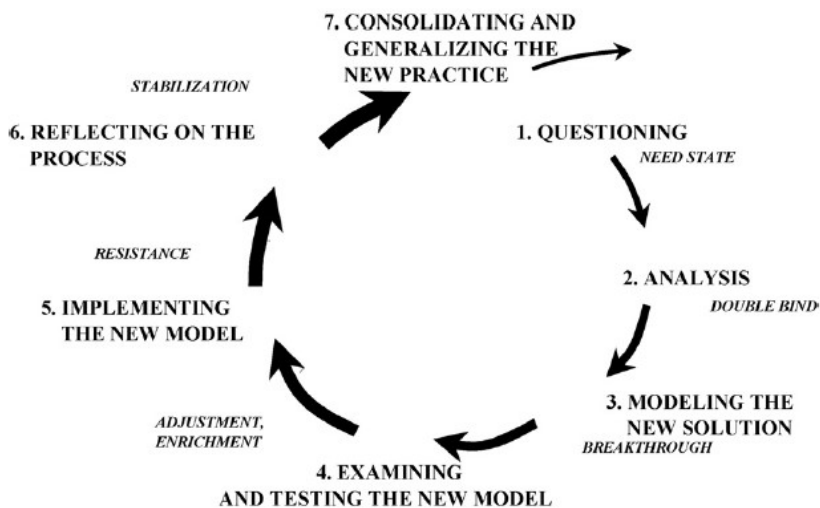 7. CONSOLIDATING AND
GENERALIZING THE
NEW PRACTICE
STABILIZATION
6. REFLECTING ON THE
PROCESS
1. QUESTIONING
NEED STATE
RESISTANCE
2. ANALYSIS
DOUBLE BIND
5. IMPLEMENTING
THE NEW MODEL
3. MODELING THE
NEW SOLUTION
BREAKTHROUGH
ADJUSTMENT,
ENRICHMENT
4. EXAMINING
AND TESTING THE NEW MODEL